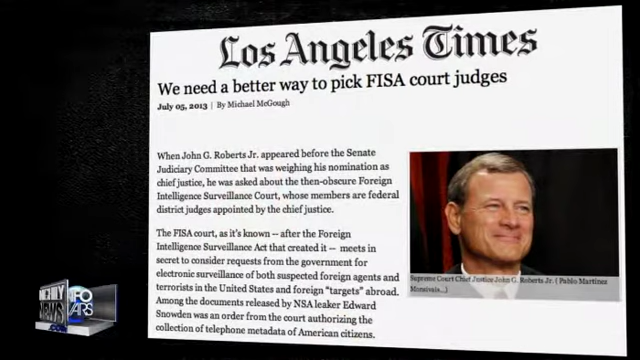 Los Angeles Times
We need a better way to pick FISA court judges
July 05, 2013 | By Michael McGough
When John G. Roberts Jr. appeared before the Senate
Judiciary Committee that was weighing his nomination as
chief justice, he was asked about the then-obscure Foreign
Intelligence Surveillance Court, whose members are federal
district judges appointed by the chief justice.
The FISA court, as it's known -- after the Foreign
Intelligence Surveillance Act that created it -- meets in
secret to consider requests from the government for
electronic surveillance of both suspected foreign agents and
terrorists in the United States and foreign “targets” abroad.
Among the documents released by NSA leaker Edward
Snowden was an order from the court authorizing the
collection of telephone metadata of American citizens.
Supreme Court Chief Justice John G. Roberts Jr. ( Pablo Martinez
Monsivais...)
NIGHTLY
NEWS
INFO
WARS